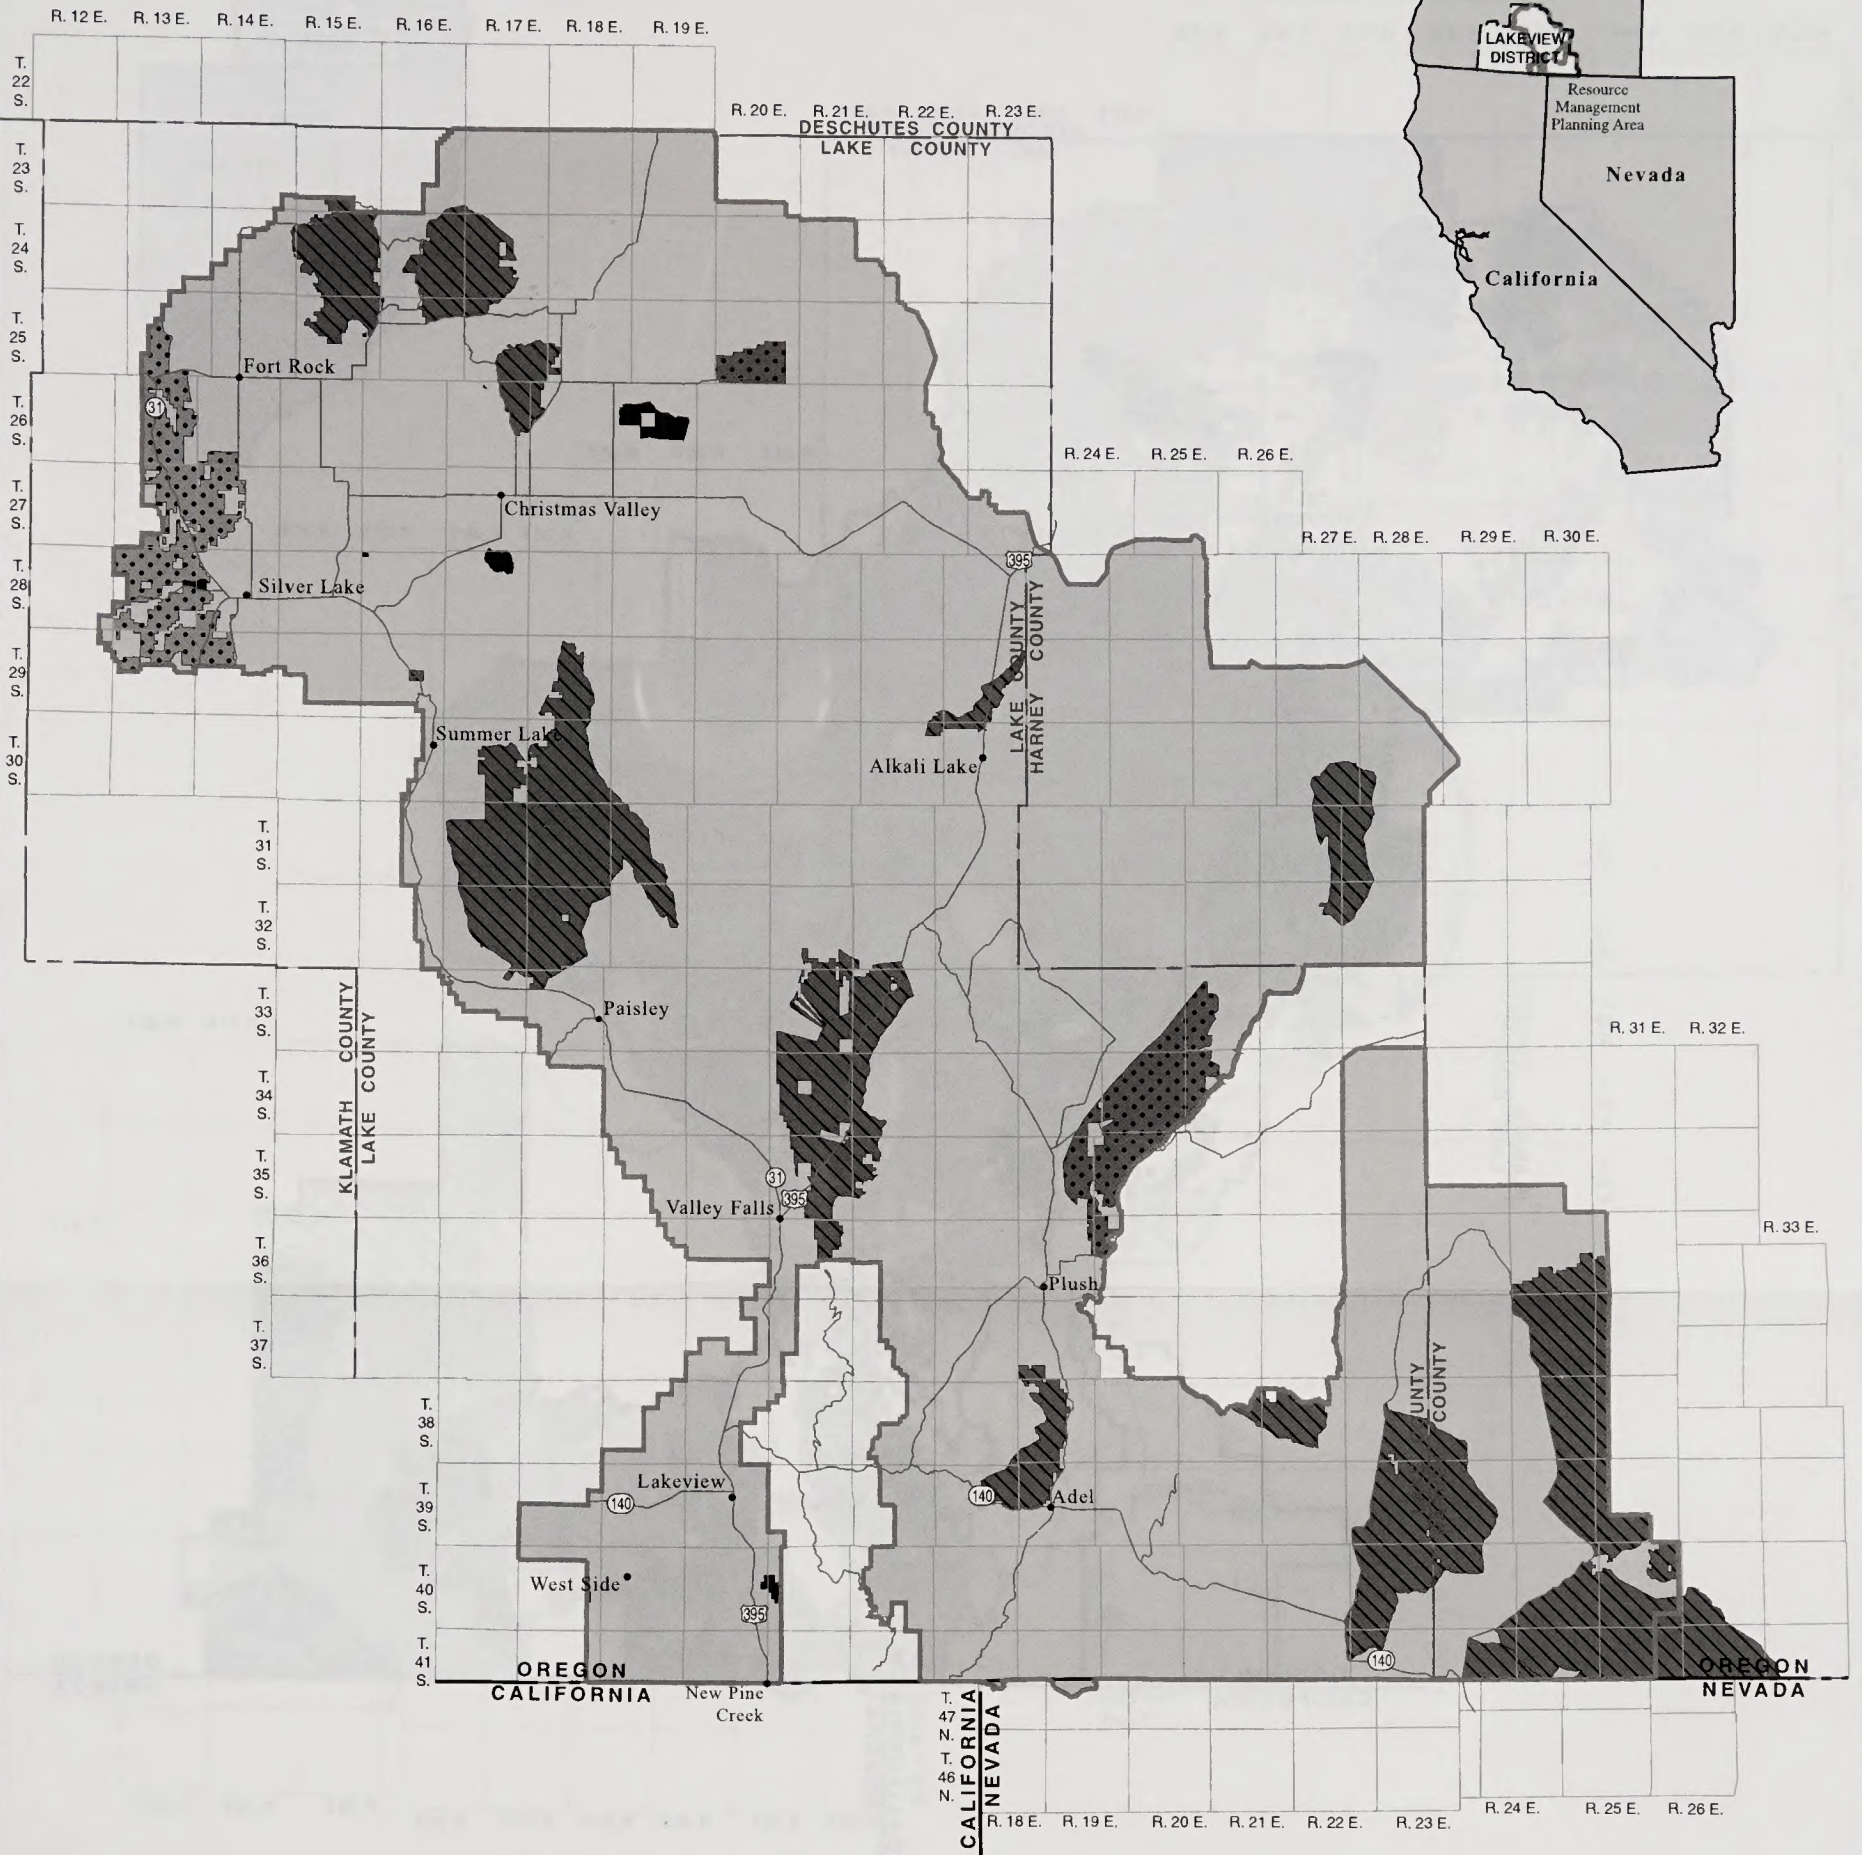 R. 12 E. R. 13 E. R. 14 E. R. 15 E. R. 16 E. R. 17 E. R. 18 E. R. 19 E.
LAKEVIEW
DISTRICT
Resource
Management
Planning Area
Nevada
California
T.
22
S.
R. 20 E. R. 21 E. R. 22 E. R. 23 E.
DESCHUTES COUNTY
LAKE COUNTY
T.
23
S.
T.
24
S.
T.
25
S.
Fort Rock
31
T.
26
S.
R. 24 E. R. 25 E. R. 26 E.
T.
27
S.
Christmas Valley
R. 27 E. R. 28 E. R. 29 E. R. 30 E.
395
T.
28
S.
Silver Lake
LAKE COUNTY
HARNEY COUNTY
T.
29
S.
Summer Lake
T.
30
S.
Alkali Lake
T.
31
S.
T.
32
S.
T.
33
S.
Paisley
KLAMATH COUNTY
LAKE COUNTY
R. 31 E. R. 32 E.
T.
34
S.
T.
35
S.
31
395
Valley Falls
R. 33 E.
T.
36
S.
Plush
T.
37
S.
UNTY
COUNTY
T.
38
S.
Lakeview
140
140
Adel
T.
39
S.
West Side
T.
40
S.
395
T.
41
S.
140
OREGON
CALIFORNIA
New Pine
Creek
OREGON
NEVADA
T.
47
N.
T.
46
N.
CALIFORNIA
NEVADA
R. 18 E. R. 19 E. R. 20 E. R. 21 E. R. 22 E. R. 23 E. R. 24 E. R. 25 E. R. 26 E.